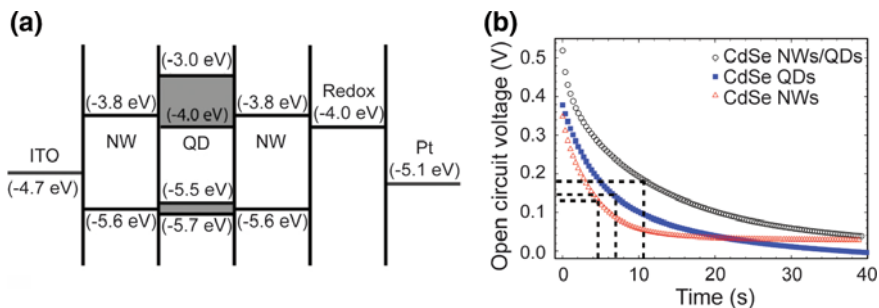 (a)
(-3.0 eV)
(-3.8 eV)
(-4.0 eV)
(-3.8 eV)
Redox
(-4.0 eV)
NW
QD
NW
ITO
(-4.7 eV)
Pt
(-5.1 eV)
(-5.5 eV)
(-5.6 eV)
(-5.7 eV)
(-5.6 eV)
(b)
Open circuit voltage (V)
0.5
0.4
0.3
0.2
0.1
0.0
CdSe NWs/QDs
CdSe QDs
CdSe NWs
0 10 20 30 40
Time (s)